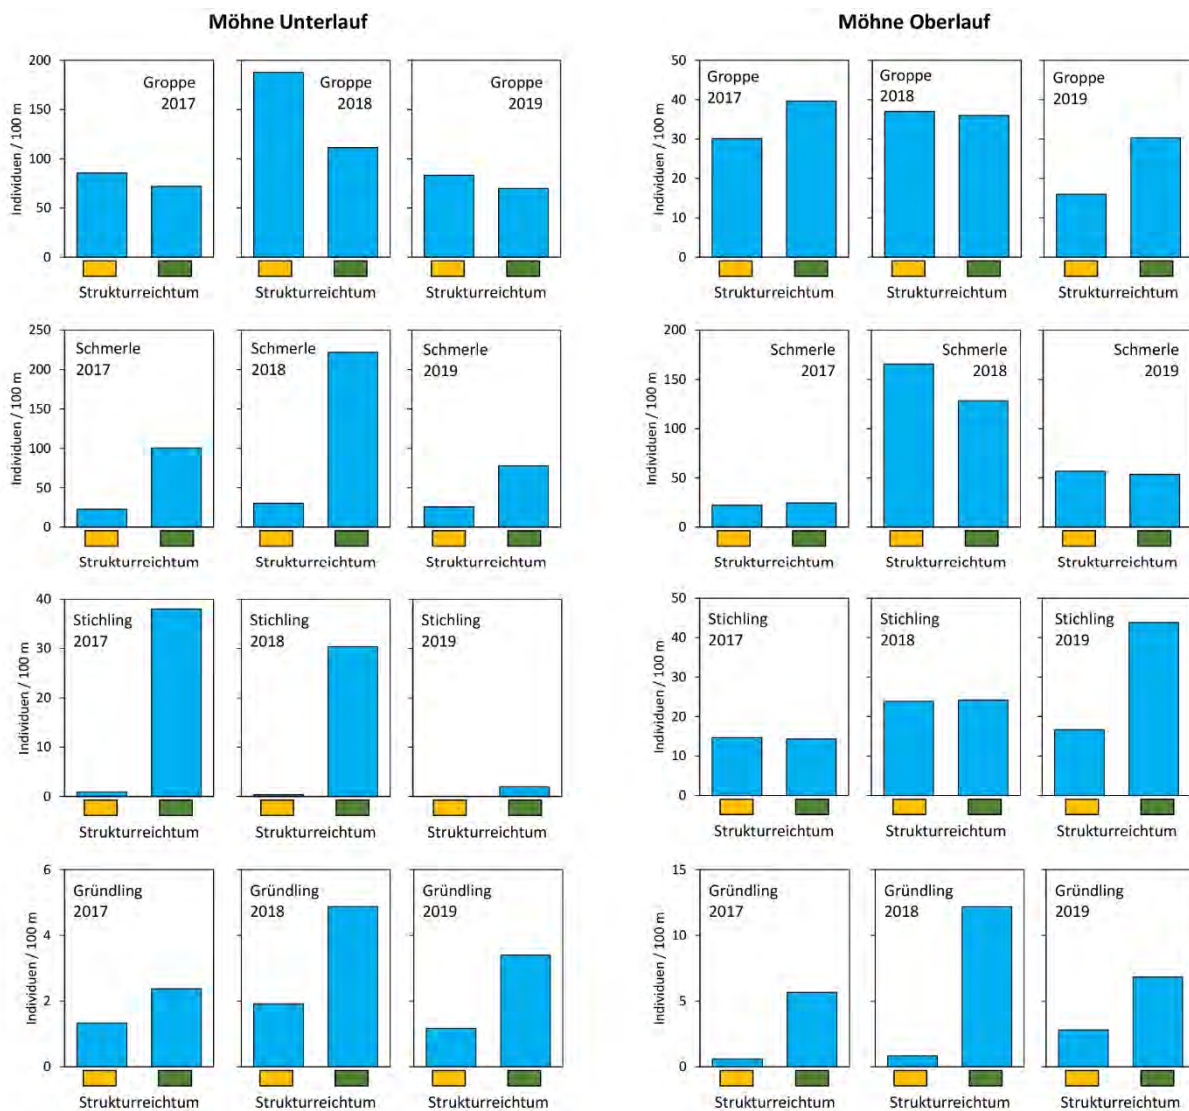 Möhne Unterlauf
Möhne Oberlauf
200
150
100
50
0
Individuen / 100 m
Groppe
2017
Groppe
2018
Groppe
2019
Strukturreichtum
Strukturreichtum
Strukturreichtum
50
40
30
20
10
0
Individuen / 100 m
Groppe
2017
Groppe
2018
Groppe
2019
Strukturreichtum
Strukturreichtum
Strukturreichtum
250
200
150
100
50
0
Individuen / 100 m
Schmerle
2017
Schmerle
2018
Schmerle
2019
Strukturreichtum
Strukturreichtum
Strukturreichtum
200
150
100
50
0
Individuen / 100 m
Schmerle
2017
Schmerle
2018
Schmerle
2019
Strukturreichtum
Strukturreichtum
Strukturreichtum
40
30
20
10
0
Individuen / 100 m
Stichling
2017
Stichling
2018
Stichling
2019
Strukturreichtum
Strukturreichtum
Strukturreichtum
50
40
30
20
10
0
Individuen / 100 m
Stichling
2017
Stichling
2018
Stichling
2019
Strukturreichtum
Strukturreichtum
Strukturreichtum
6
4
2
0
Individuen / 100 m
Gründling
2017
Gründling
2018
Gründling
2019
Strukturreichtum
Strukturreichtum
Strukturreichtum
15
10
5
0
Individuen / 100 m
Gründling
2017
Gründling
2018
Gründling
2019
Strukturreichtum
Strukturreichtum
Strukturreichtum